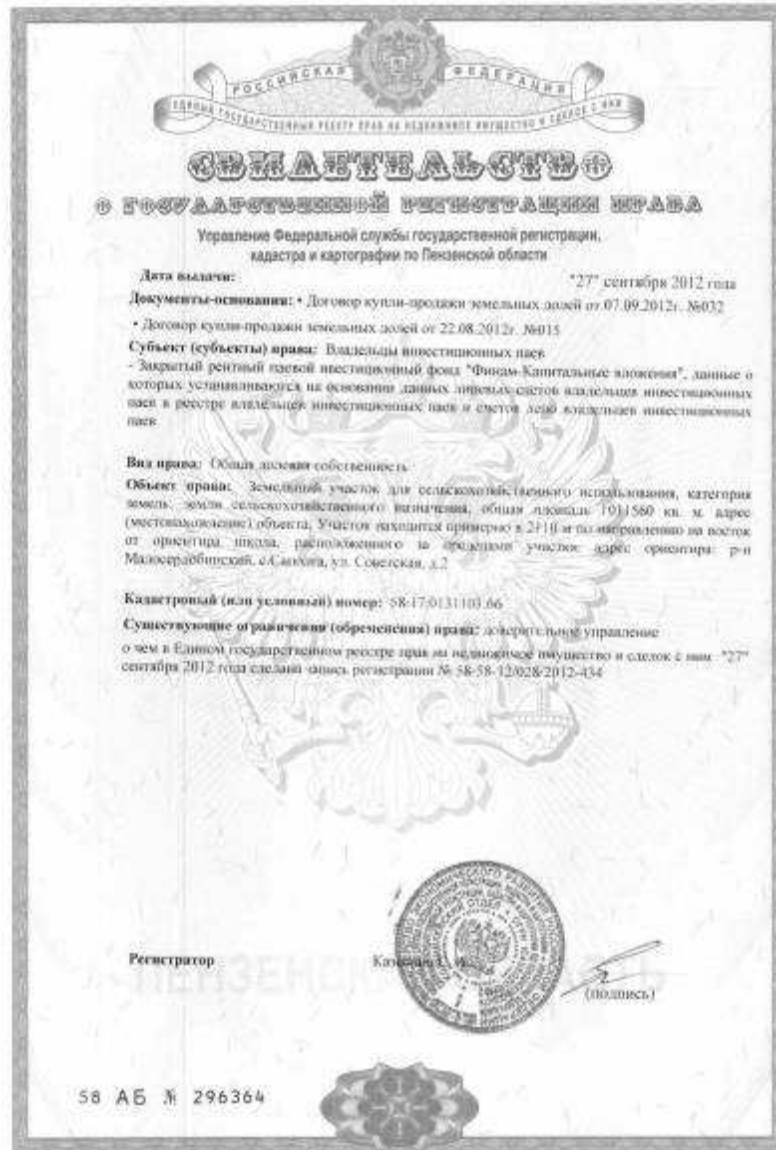 РОССИЙСКАЯ ФЕДЕРАЦИЯ
ЕДИНЫЙ ГОСУДАРСТВЕННЫЙ РЕЕСТР ПРАВ НА НЕДВИЖИМОЕ ИМУЩЕСТВО И СДЕЛОК С НИМ
СВИДЕТЕЛЬСТВО
О ГОСУДАРСТВЕННОЙ РЕГИСТРАЦИИ ПРАВА
Управление Федеральной службы государственной регистрации,
кадастра и картографии по Пензенской области
Дата выдачи: "27" сентября 2012 года
Документы-основания: • Договор купли-продажи земельных долей от 07.09.2012г. №032
• Договор купли-продажи земельных долей от 22.08.2012г. №015
Субъект (субъекты) права: Владельцы инвестиционных паев
- Закрытый рентный паевой инвестиционный фонд "Финам-Капитальные вложения", данные о
которых устанавливаются на основании данных лицевых счетов владельцев инвестиционных
паев в реестре владельцев инвестиционных паев и счетов депо владельцев инвестиционных
паев
Вид права: Общая долевая собственность
Объект права: Земельный участок для сельскохозяйственного использования, категория
земель: земли сельскохозяйственного назначения, общая площадь 1011560 кв. м, адрес
(местонахождение) объекта: Участок находится примерно в 2110 м по направлению на восток
от ориентира школа, расположенного за пределами участка, адрес ориентира: р-н
Малосердобинский, ул. Советская, д.2
Кадастровый (или условный) номер: 58:17:0131103:66
Существующие ограничения (обременения) права: доверительное управление
о чем в Едином государственном реестре прав на недвижимое имущество и сделок с ним "27"
сентября 2012 года сделана запись регистрации № 58-58-12/028/2012-434
Регистратор
(подпись)
58 АБ № 296364